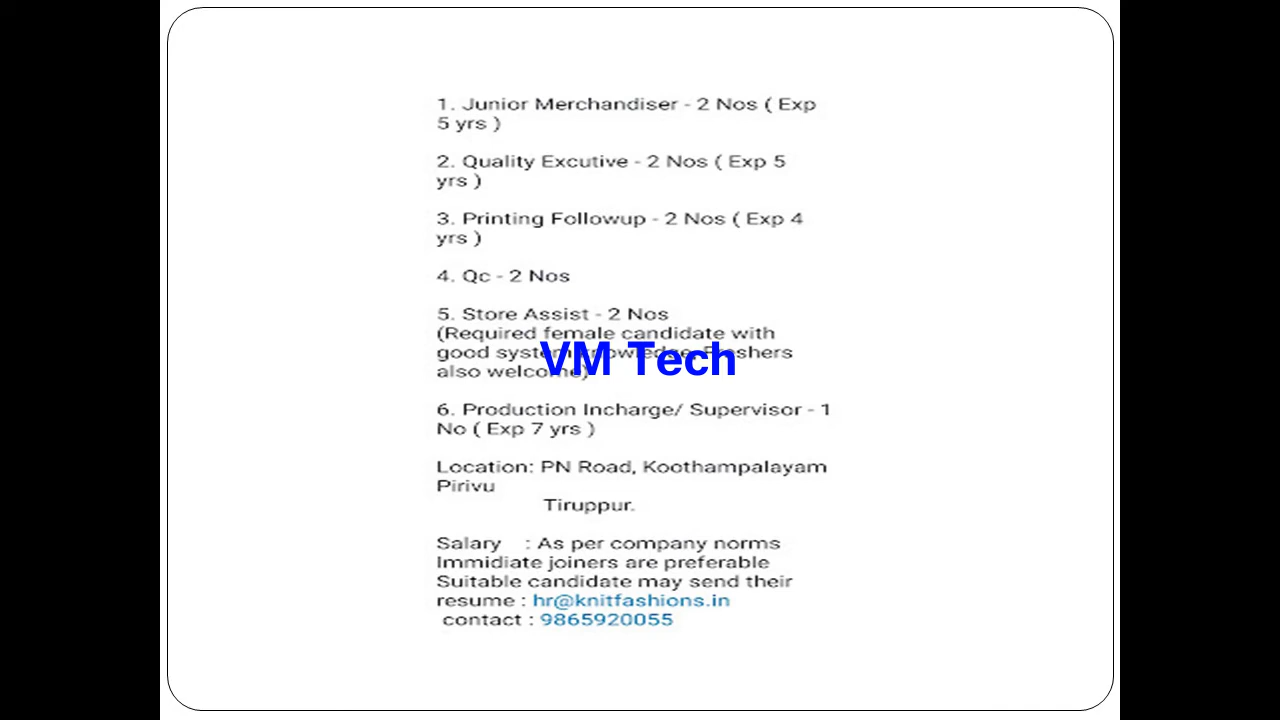 1. Junior Merchandiser - 2 Nos ( Exp
5 yrs )
2. Quality Excutive - 2 Nos ( Exp 5
yrs )
3. Printing Followup - 2 Nos ( Exp 4
yrs )
4. Qc - 2 Nos
5. Store Assist - 2 Nos
(Required female candidate with
good system knowledge, Freshers
also welcome)
VM Tech
6. Production Incharge/ Supervisor - 1
No ( Exp 7 yrs )
Location: PN Road, Koothampalayam
Pirivu
Tiruppur.
Salary : As per company norms
Immidiate joiners are preferable
Suitable candidate may send their
resume : hr@knitfashions.in
contact : 9865920055